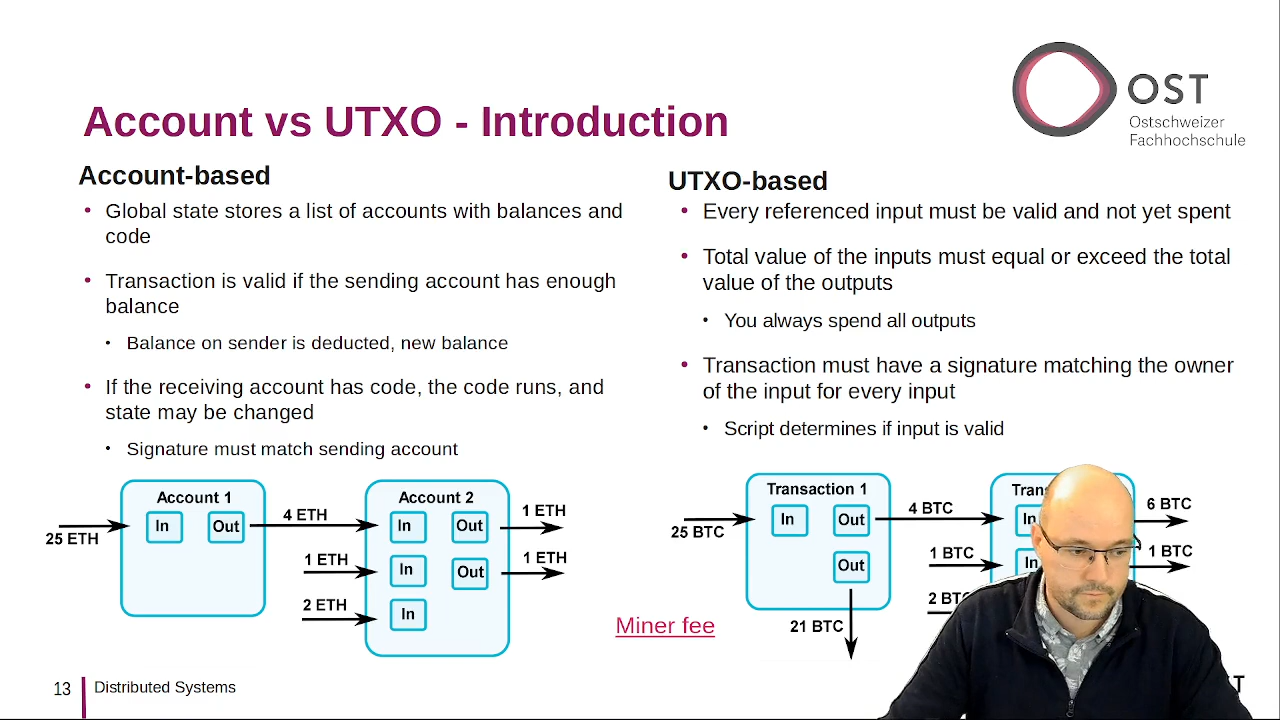 OST
Ostschweizer
Fachhochschule
Account vs UTXO - Introduction
Account-based
• Global state stores a list of accounts with balances and
code
• Transaction is valid if the sending account has enough
balance
• Balance on sender is deducted, new balance
• If the receiving account has code, the code runs, and
state may be changed
• Signature must match sending account
Account 1
In
Out
25 ETH
4 ETH
Account 2
In
Out
1 ETH
1 ETH
In
Out
1 ETH
2 ETH
In
UTXO-based
• Every referenced input must be valid and not yet spent
• Total value of the inputs must equal or exceed the total
value of the outputs
• You always spend all outputs
• Transaction must have a signature matching the owner
of the input for every input
• Script determines if input is valid
Transaction 1
In
Out
25 BTC
4 BTC
Out
21 BTC
In
6 BTC
1 BTC
In
1 BTC
Miner fee
13
Distributed Systems